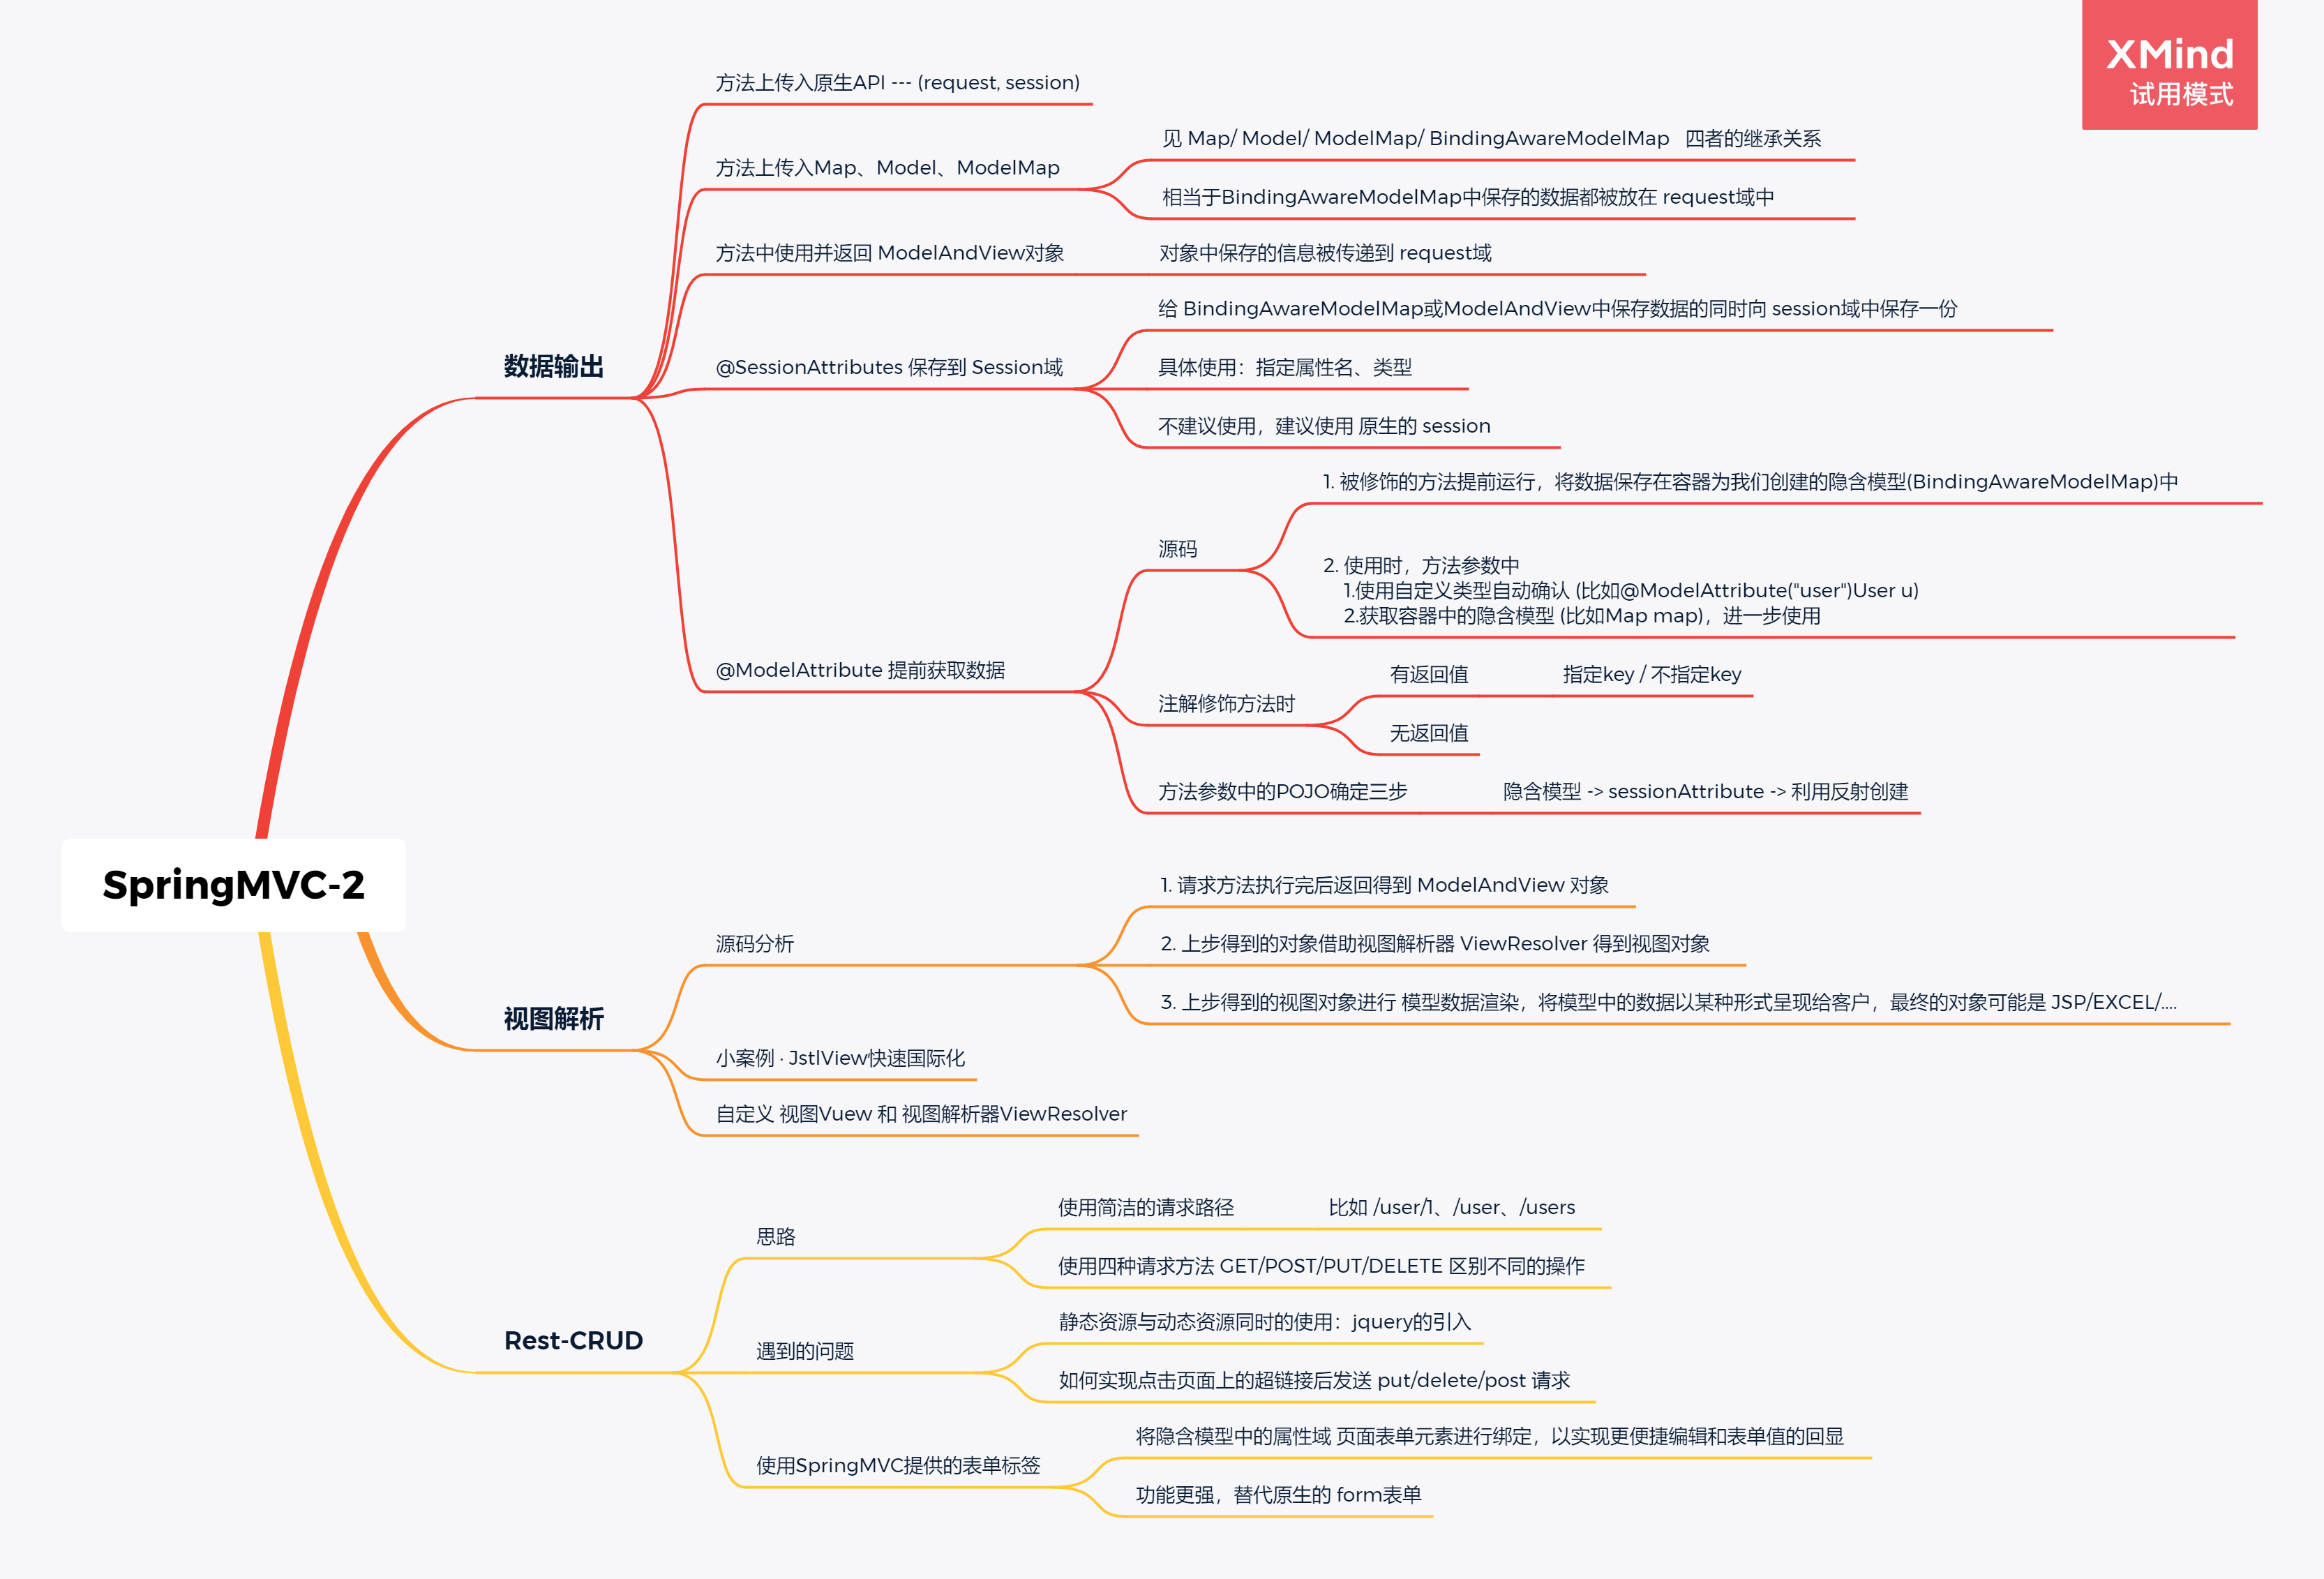 XMind
试用模式
SpringMVC-2
数据输出
方法上传入原生API --- (request, session)
方法上传入Map、Model、ModelMap
见 Map/ Model/ ModelMap/ BindingAwareModelMap 四者的继承关系
相当于BindingAwareModelMap中保存的数据都被放在 request域中
方法中使用并返回 ModelAndView对象
对象中保存的信息被传递到 request域
@SessionAttributes 保存到 Session域
给 BindingAwareModelMap或ModelAndView中保存数据的同时向 session域中保存一份
具体使用：指定属性名、类型
不建议使用，建议使用 原生的 session
@ModelAttribute 提前获取数据
源码
1. 被修饰的方法提前运行，将数据保存在容器为我们创建的隐含模型(BindingAwareModelMap)中
2. 使用时，方法参数中
1.使用自定义类型自动确认 (比如@ModelAttribute("user")User u)
2.获取容器中的隐含模型 (比如Map map)，进一步使用
注解修饰方法时
有返回值
指定key / 不指定key
无返回值
方法参数中的POJO确定三步
隐含模型 -> sessionAttribute -> 利用反射创建
视图解析
源码分析
1. 请求方法执行完后返回得到 ModelAndView 对象
2. 上步得到的对象借助视图解析器 ViewResolver 得到视图对象
3. 上步得到的视图对象进行 模型数据渲染，将模型中的数据以某种形式呈现给客户，最终的对象可能是 JSP/EXCEL/....
小案例 · JstlView快速国际化
自定义 视图Vuew 和 视图解析器ViewResolver
Rest-CRUD
思路
使用简洁的请求路径
比如 /user/1、/user、/users
使用四种请求方法 GET/POST/PUT/DELETE 区别不同的操作
遇到的问题
静态资源与动态资源同时的使用：jquery的引入
如何实现点击页面上的超链接后发送 put/delete/post 请求
使用SpringMVC提供的表单标签
将隐含模型中的属性域 页面表单元素进行绑定，以实现更便捷编辑和表单值的回显
功能更强，替代原生的 form表单